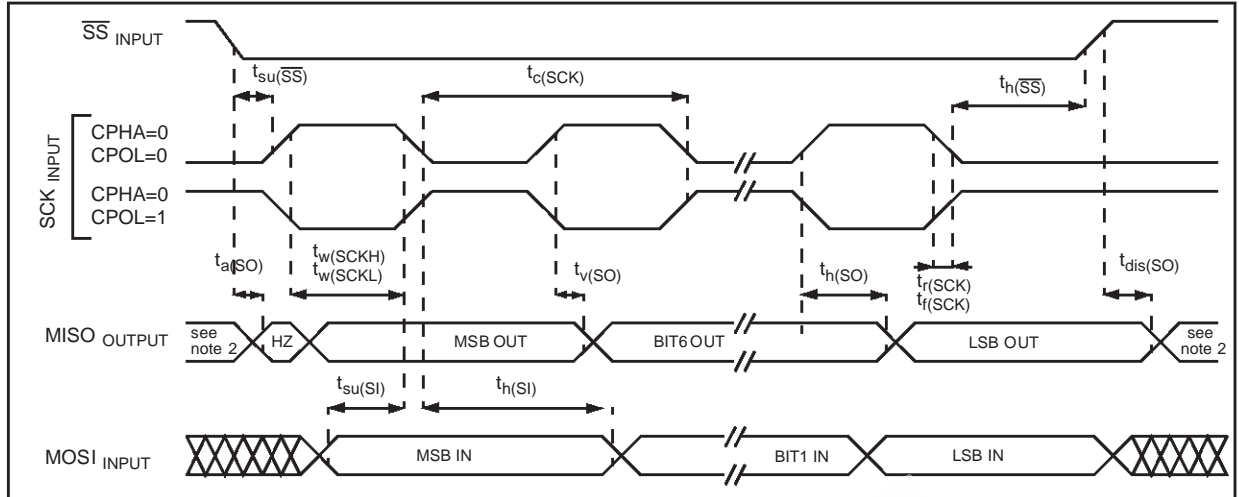 SS INPUT
tsu(SS)
tc(SCK)
th(SS)
SCK INPUT
CPHA=0
CPOL=0
CPHA=0
CPOL=1
ta(SO)
tw(SCKH)
tw(SCKL)
tv(SO)
th(SO)
tr(SCK)
tf(SCK)
tdis(SO)
MISO OUTPUT
see
note 2
HZ
MSB OUT
BIT6 OUT
LSB OUT
see
note 2
tsu(SI)
th(SI)
MOSI INPUT
MSB IN
BIT1 IN
LSB IN